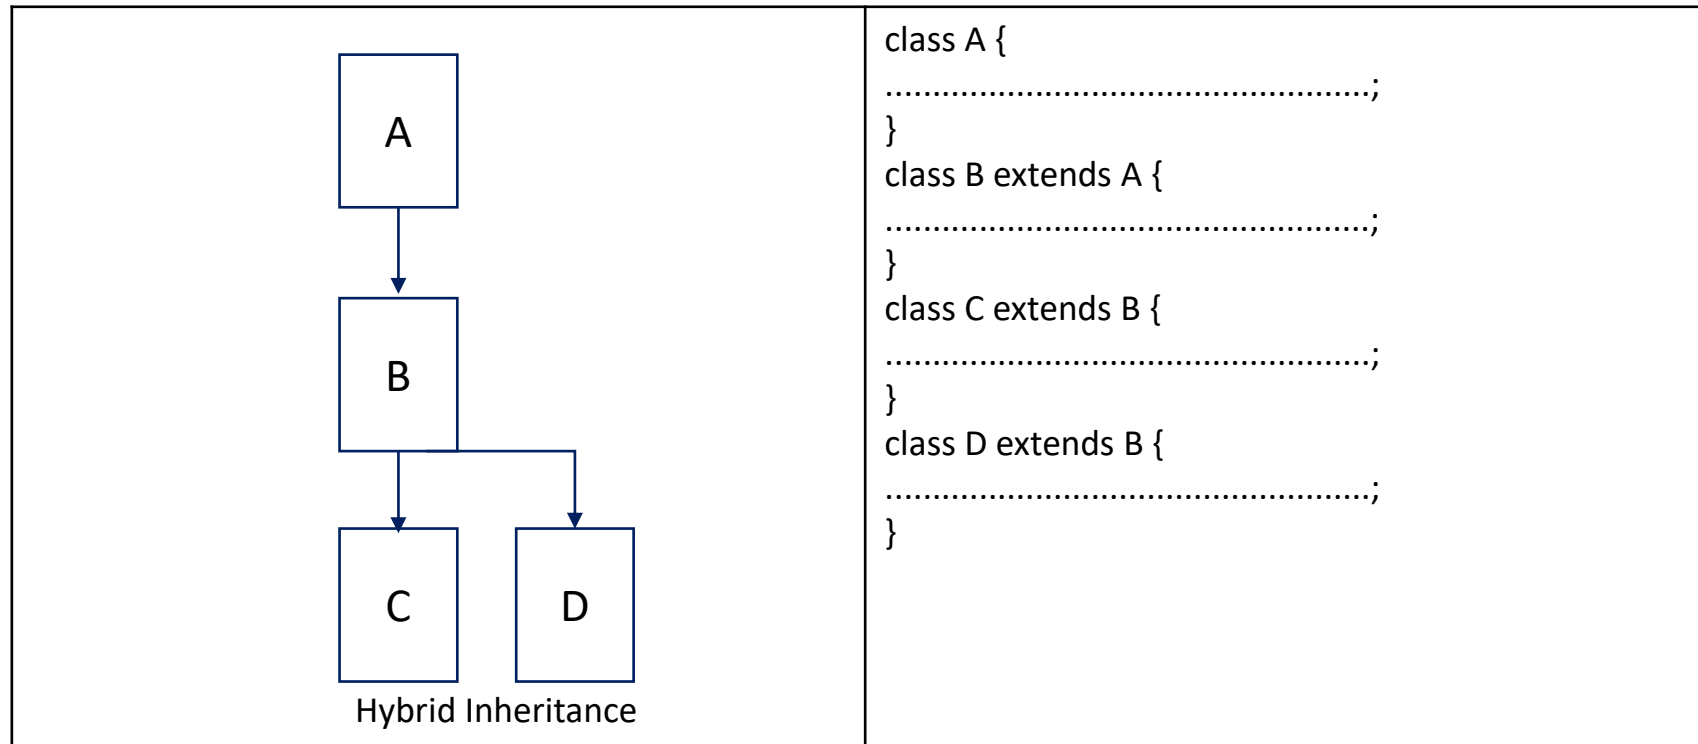 A
B
C D
Hybrid Inheritance
class A {
....................................................;
}
class B extends A {
....................................................;
}
class C extends B {
....................................................;
}
class D extends B {
....................................................;
}